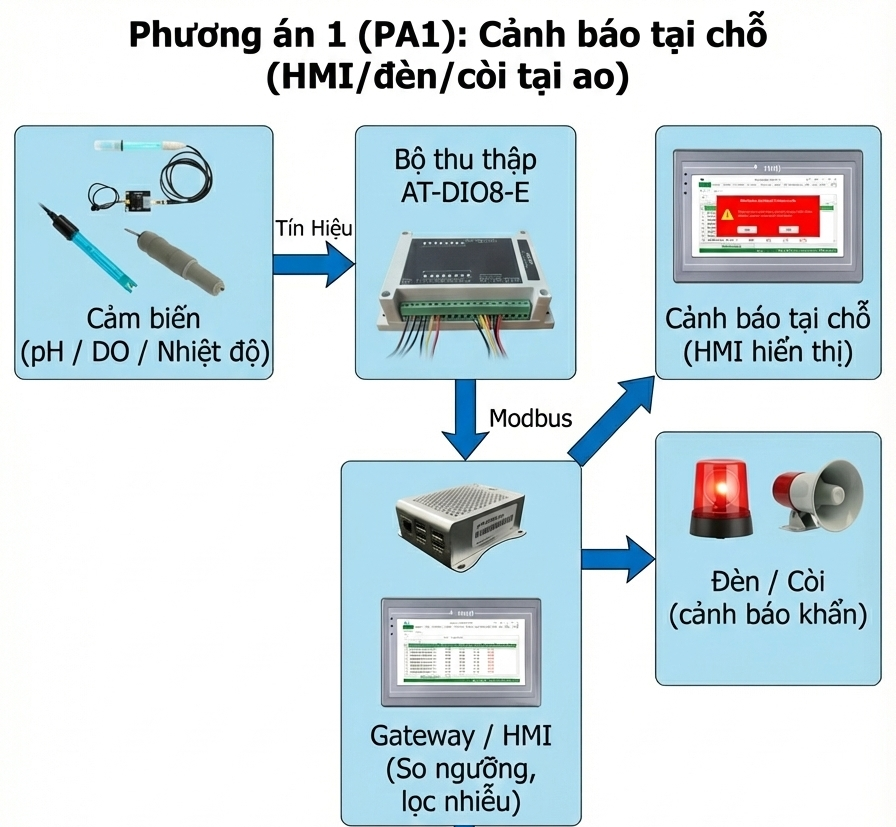 Phương án 1 (PA1): Cảnh báo tại chỗ
(HMI/đèn/còi tại ao)
Cảm biến
(pH / DO / Nhiệt độ)
Tín Hiệu
Bộ thu thập
AT-DIO8-E
Cảnh báo tại chỗ
(HMI hiển thị)
Modbus
Đèn / Còi
(cảnh báo khẩn)
Gateway / HMI
(So ngưỡng,
lọc nhiễu)